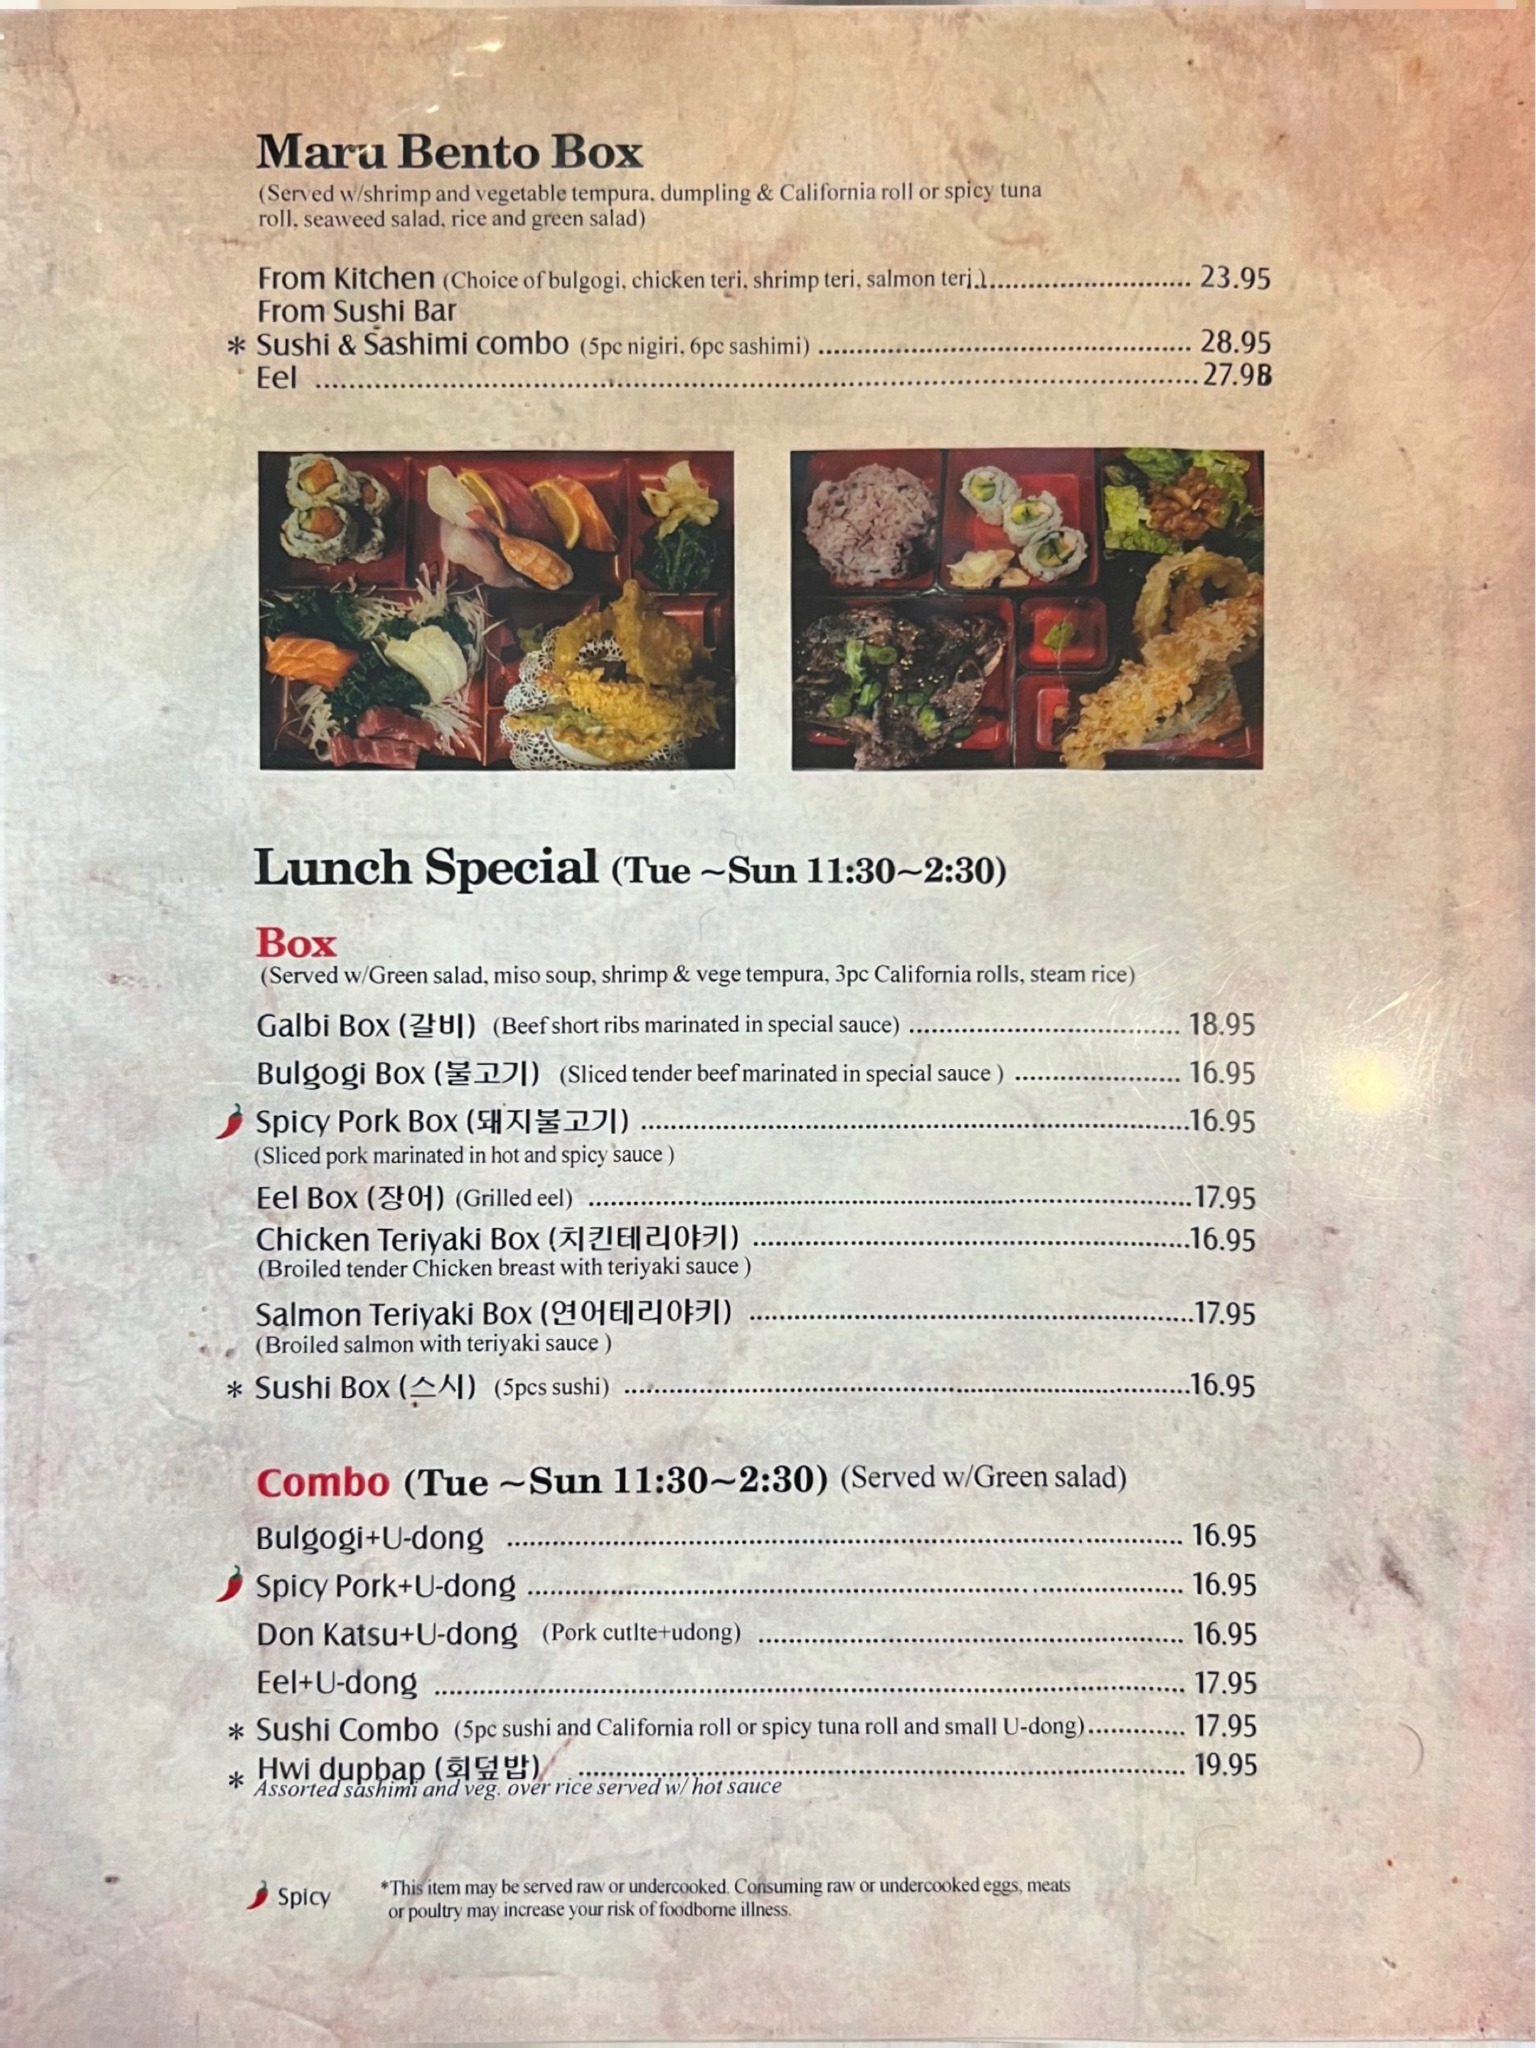 Maru Bento Box
(Served w/shrimp and vegetable tempura, dumpling & California roll or spicy tuna
roll, seaweed salad, rice and green salad)
From Kitchen (Choice of bulgogi, chicken teri, shrimp teri, salmon teri.)........................ 23.95
From Sushi Bar
* Sushi & Sashimi combo (5pc nigiri, 6pc sashimi) ........................ 28.95
Eel ........................ 27.98
Lunch Special (Tue ~Sun 11:30~2:30)
Box
(Served w/Green salad, miso soup, shrimp & vege tempura, 3pc California rolls, steam rice)
Galbi Box (갈비) (Beef short ribs marinated in special sauce) ........................ 18.95
Bulgogi Box (불고기) (Sliced tender beef marinated in special sauce ) ........................ 16.95
Spicy Pork Box (돼지불고기) ........................16.95
(Sliced pork marinated in hot and spicy sauce )
Eel Box (장어) (Grilled eel) ........................17.95
Chicken Teriyaki Box (치킨테리야키) ........................16.95
(Broiled tender Chicken breast with teriyaki sauce )
Salmon Teriyaki Box (연어테리야키) ........................17.95
(Broiled salmon with teriyaki sauce )
* Sushi Box (스시) (5pcs sushi) ........................16.95
Combo (Tue ~Sun 11:30~2:30) (Served w/Green salad)
Bulgogi+U-dong ........................ 16.95
Spicy Pork+U-dong ........................ 16.95
Don Katsu+U-dong (Pork cutlte+udong) ........................ 16.95
Eel+U-dong ........................ 17.95
* Sushi Combo (5pc sushi and California roll or spicy tuna roll and small U-dong)............. 17.95
* Hwi dupbap (회덮밥) ........................ 19.95
Assorted sashimi and veg. over rice served w/ hot sauce
Spicy
*This item may be served raw or undercooked. Consuming raw or undercooked eggs, meats
or poultry may increase your risk of foodborne illness.